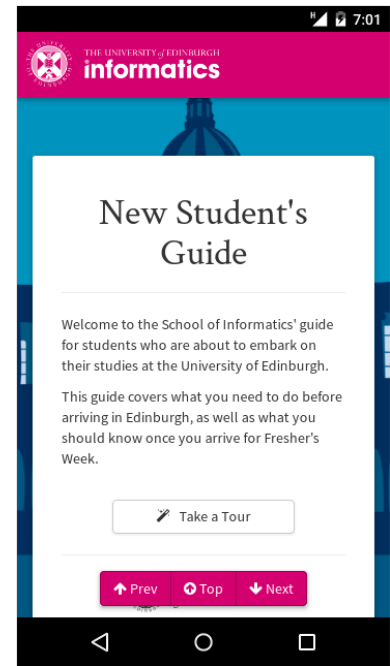 H 7:01
THE UNIVERSITY of EDINBURGH
informatics
New Student's
Guide
Welcome to the School of Informatics' guide
for students who are about to embark on
their studies at the University of Edinburgh.
This guide covers what you need to do before
arriving in Edinburgh, as well as what you
should know once you arrive for Fresher's
Week.
Take a Tour
Prev Top Next